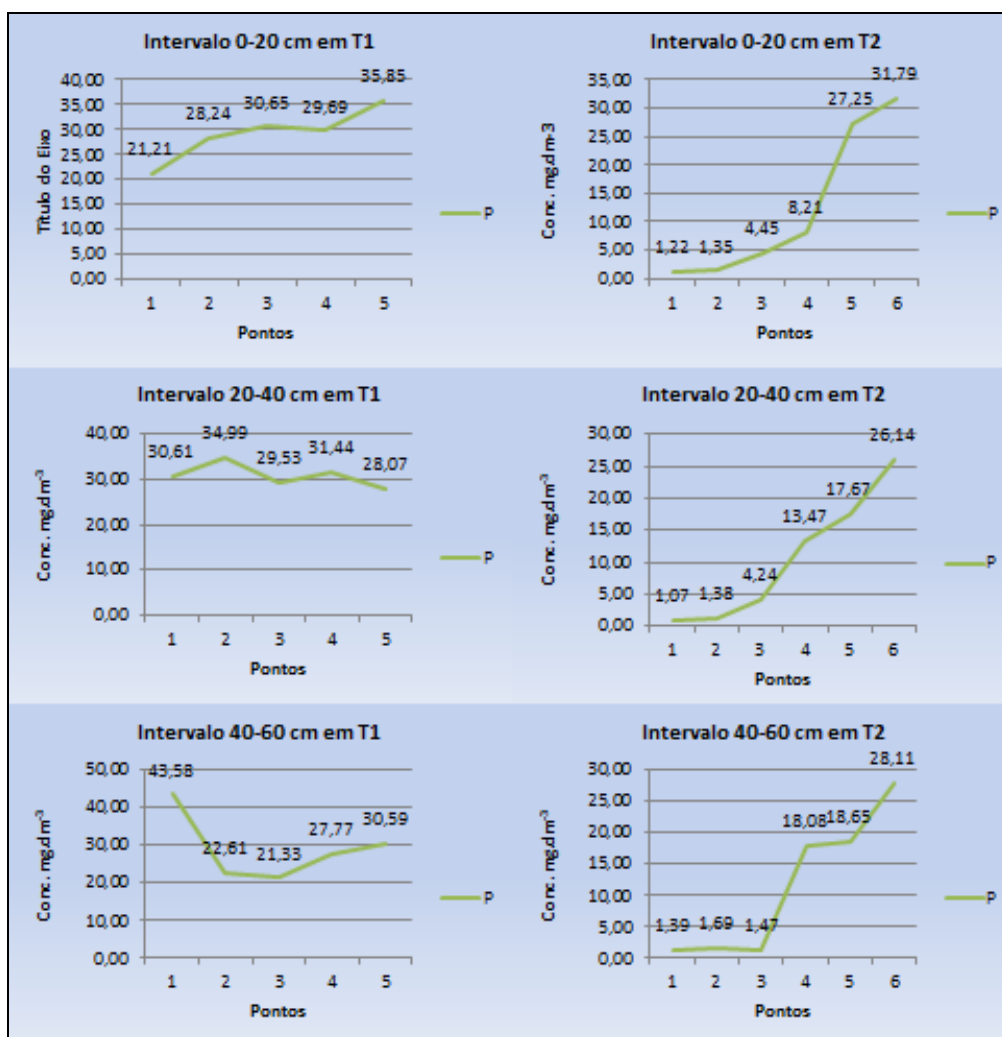 Intervalo 0-20 cm em T1
40,00
35,00
30,00
25,00
20,00
15,00
10,00
5,00
0,00
Título do Eixo
21,21
28,24
30,65
29,69
35,85
1 2 3 4 5
Pontos
P
Intervalo 0-20 cm em T2
35,00
30,00
25,00
20,00
15,00
10,00
5,00
0,00
Conc. mg.dm-3
1,22
1,35
4,45
8,21
27,25
31,79
1 2 3 4 5 6
Pontos
P
Intervalo 20-40 cm em T1
40,00
30,00
20,00
10,00
0,00
Conc. mg.dm⁻³
30,61
34,99
29,53
31,44
28,07
1 2 3 4 5
Pontos
P
Intervalo 20-40 cm em T2
30,00
25,00
20,00
15,00
10,00
5,00
0,00
Conc. mg.dm⁻³
1,07
1,38
4,24
13,47
17,67
26,14
1 2 3 4 5 6
Pontos
P
Intervalo 40-60 cm em T1
50,00
40,00
30,00
20,00
10,00
0,00
Conc. mg.dm⁻³
43,58
22,61
21,33
27,77
30,59
1 2 3 4 5
Pontos
P
Intervalo 40-60 cm em T2
30,00
25,00
20,00
15,00
10,00
5,00
0,00
Conc. mg.dm⁻³
1,39
1,69
1,47
18,08
18,65
28,11
1 2 3 4 5 6
Pontos
P